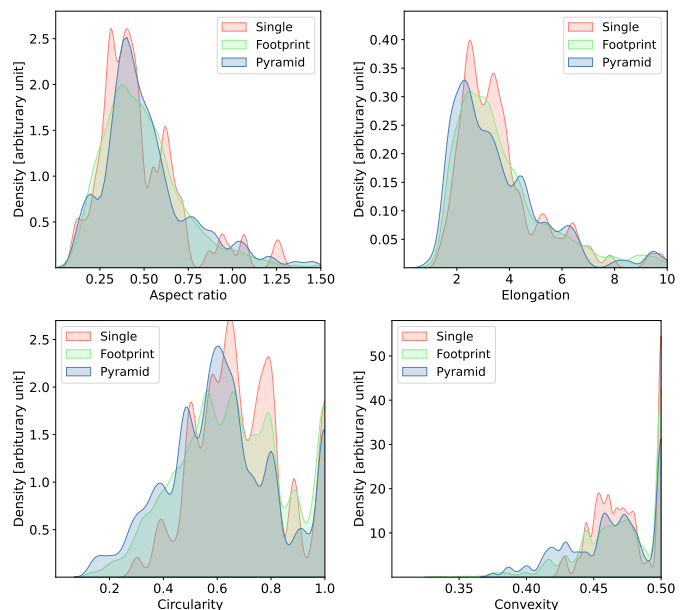 2.5
2.0
1.5
1.0
0.5
Density [arbiturary unit]
Single
Footprint
Pyramid
0.25 0.50 0.75 1.00 1.25 1.50
Aspect ratio
0.40
0.35
0.30
0.25
0.20
0.15
0.10
0.05
Density [arbiturary unit]
Single
Footprint
Pyramid
2 4 6 8 10
Elongation
2.5
2.0
1.5
1.0
0.5
Density [arbiturary unit]
Single
Footprint
Pyramid
0.2 0.4 0.6 0.8 1.0
Circularity
50
40
30
20
10
Density [arbiturary unit]
Single
Footprint
Pyramid
0.35 0.40 0.45 0.50
Convexity